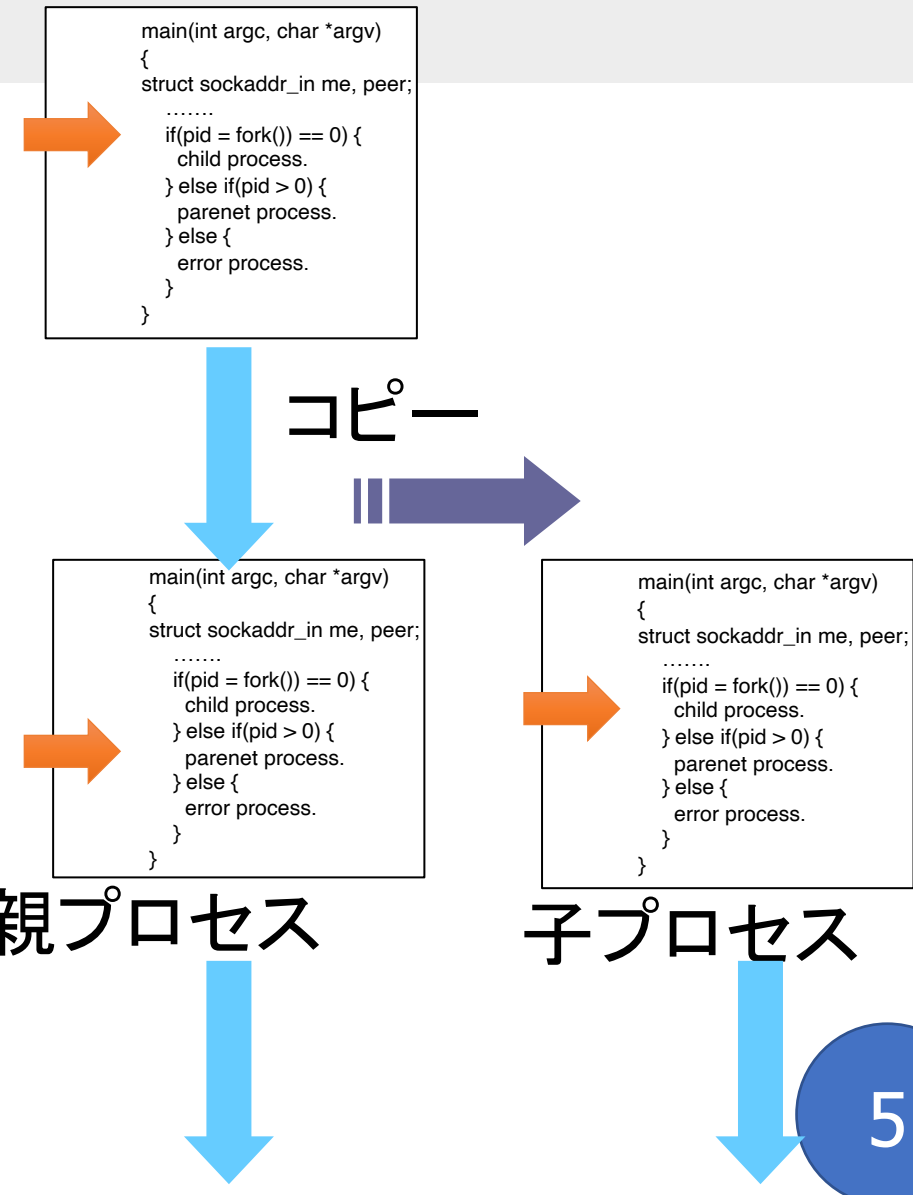 main(int argc, char *argv)
{
struct sockaddr_in me, peer;
…….
if(pid = fork()) == 0) {
child process.
} else if(pid > 0) {
parenet process.
} else {
error process.
}
}
コピー
main(int argc, char *argv)
{
struct sockaddr_in me, peer;
…….
if(pid = fork()) == 0) {
child process.
} else if(pid > 0) {
parenet process.
} else {
error process.
}
}
親プロセス
main(int argc, char *argv)
{
struct sockaddr_in me, peer;
…….
if(pid = fork()) == 0) {
child process.
} else if(pid > 0) {
parenet process.
} else {
error process.
}
}
子プロセス
5